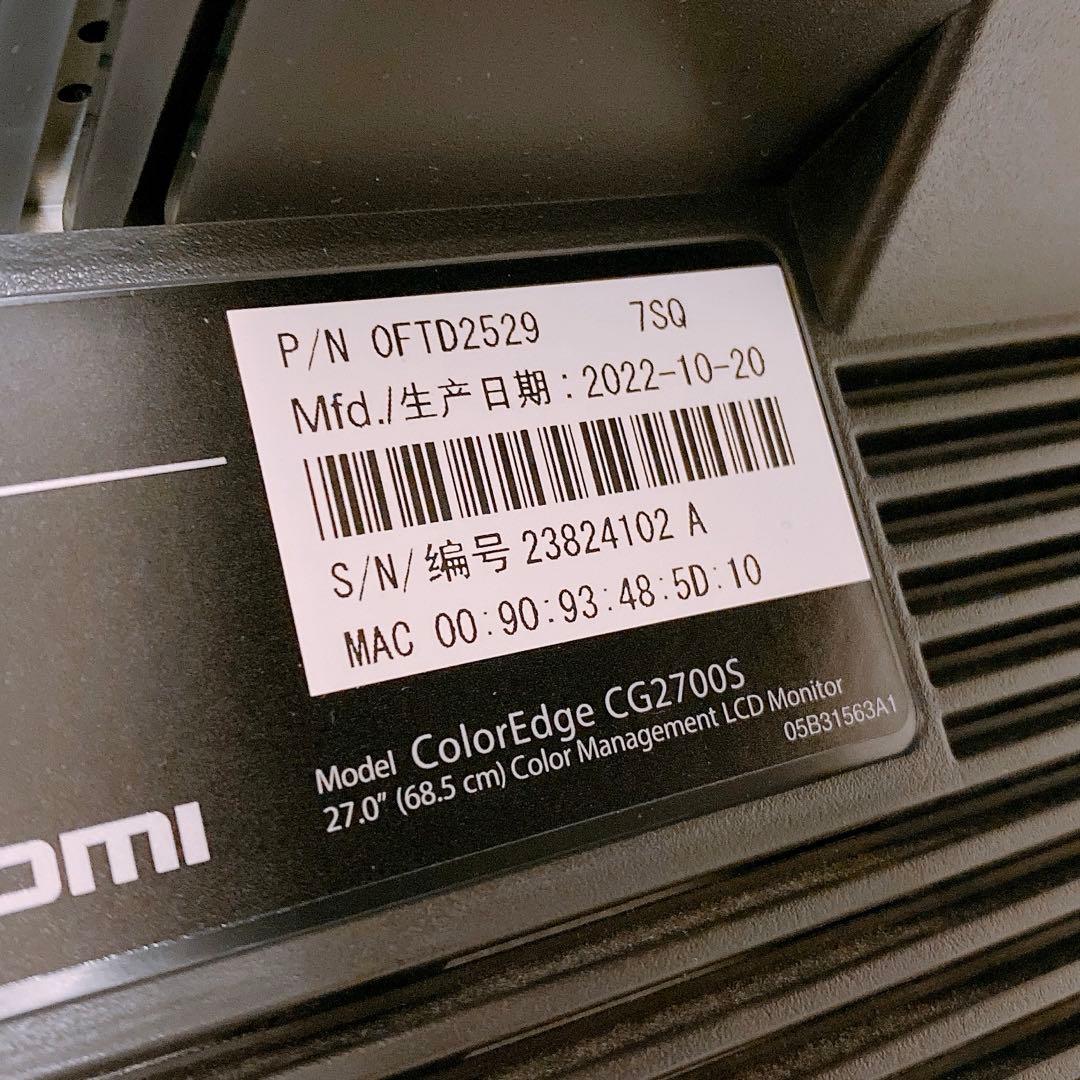 P/N 0FTD2529 7SQ
Mfd./生产日期:2022-10-20
S/N/编号 23824102 A
MAC 00:90:93:48:5D:10
Model ColorEdge CG2700S
27.0" (68.5 cm) Color Management LCD Monitor
05B31563A1